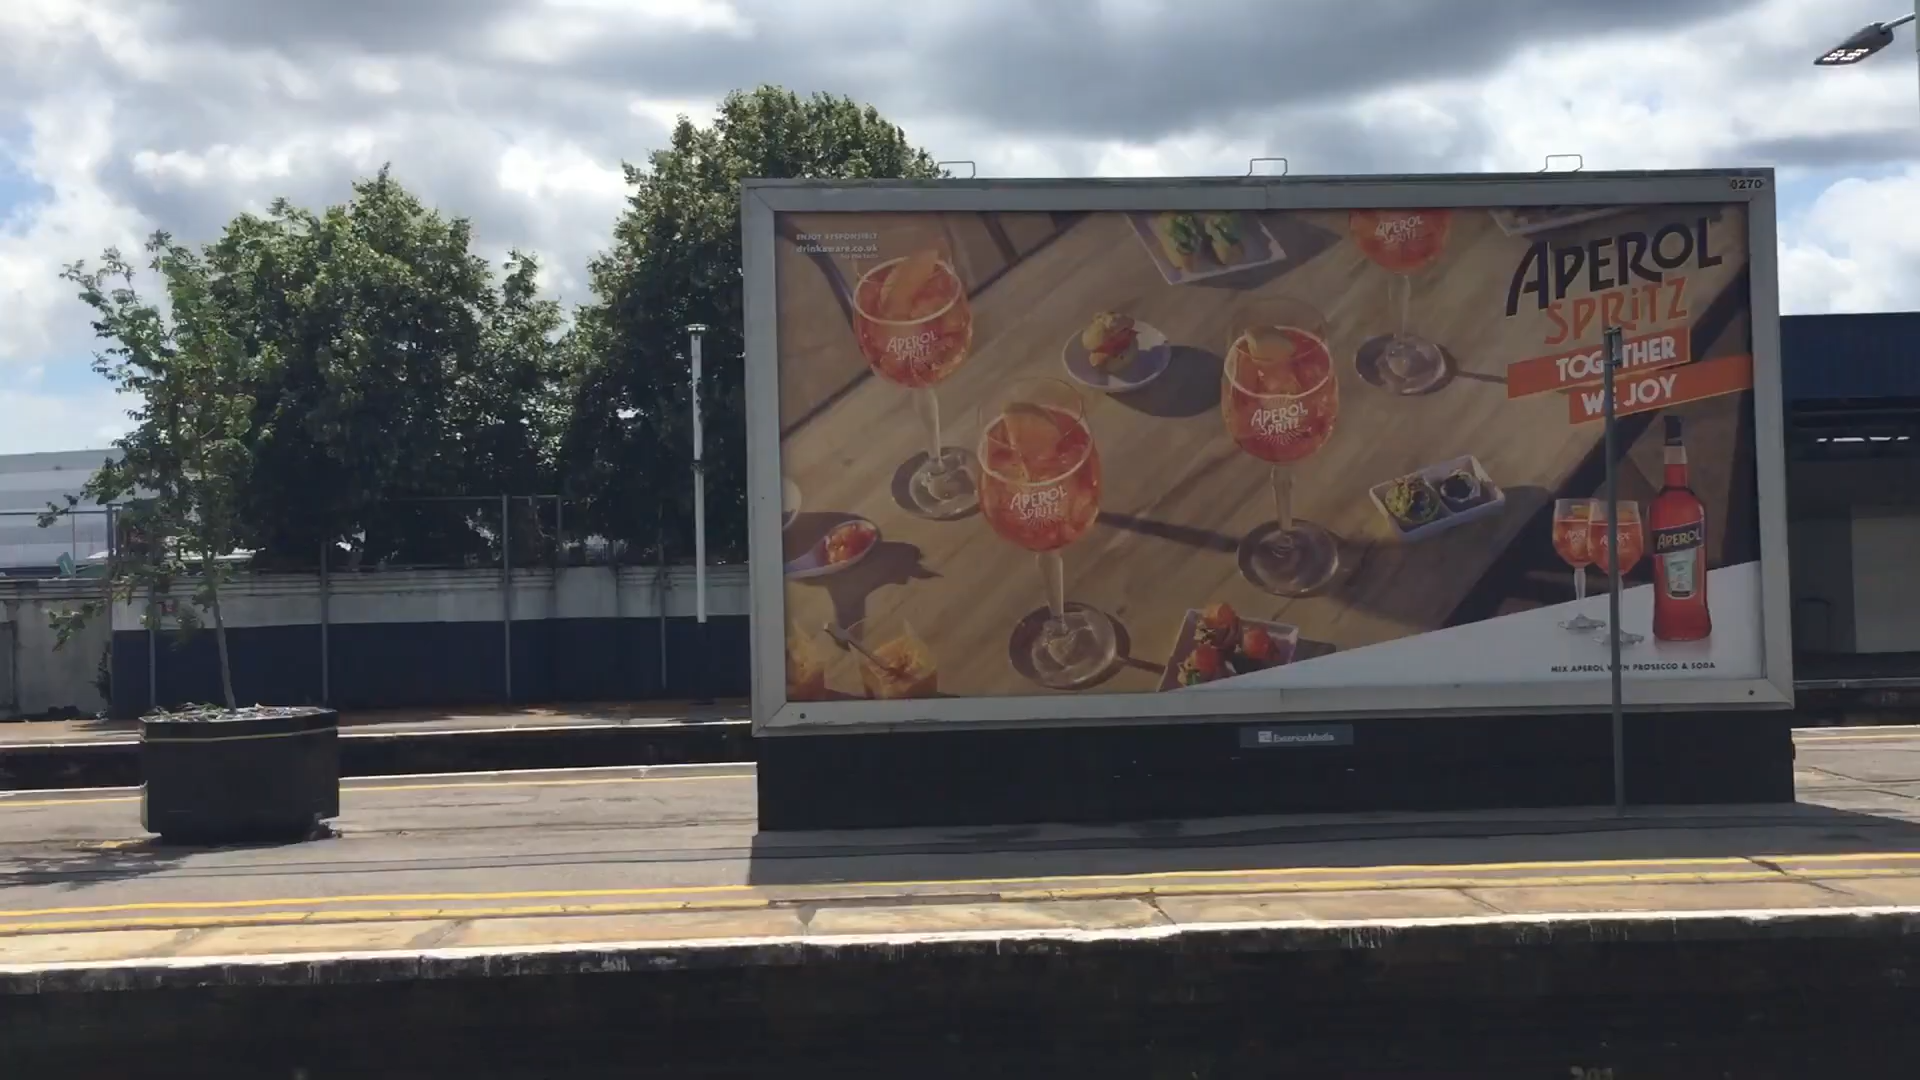 0270
ENJOY RESPONSIBLY
drinkaware.co.uk
APEROL
SPRITZ
TOGETHER
WE JOY
APEROL
SPRITZ
APEROL
SPRITZ
APEROL
SPRITZ
APEROL
SPRITZ
APEROL
MIX APEROL WITH PROSECCO & SODA
ExterionMedia